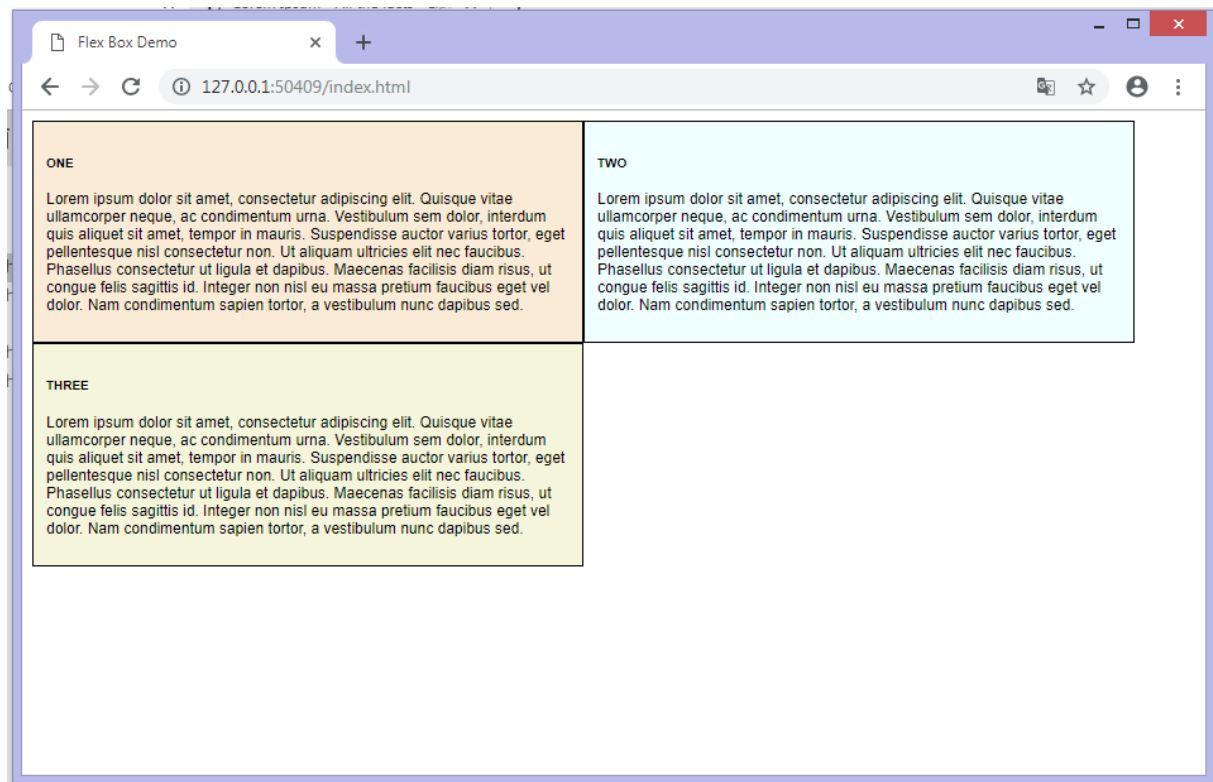 Flex Box Demo
127.0.0.1:50409/index.html
ONE
Lorem ipsum dolor sit amet, consectetur adipiscing elit. Quisque vitae
ullamcorper neque, ac condimentum urna. Vestibulum sem dolor, interdum
quis aliquet sit amet, tempor in mauris. Suspendisse auctor varius tortor, eget
pellentesque nisl consectetur non. Ut aliquam ultricies elit nec faucibus.
Phasellus consectetur ut ligula et dapibus. Maecenas facilisis diam risus, ut
congue felis sagittis id. Integer non nisl eu massa pretium faucibus eget vel
dolor. Nam condimentum sapien tortor, a vestibulum nunc dapibus sed.
TWO
Lorem ipsum dolor sit amet, consectetur adipiscing elit. Quisque vitae
ullamcorper neque, ac condimentum urna. Vestibulum sem dolor, interdum
quis aliquet sit amet, tempor in mauris. Suspendisse auctor varius tortor, eget
pellentesque nisl consectetur non. Ut aliquam ultricies elit nec faucibus.
Phasellus consectetur ut ligula et dapibus. Maecenas facilisis diam risus, ut
congue felis sagittis id. Integer non nisl eu massa pretium faucibus eget vel
dolor. Nam condimentum sapien tortor, a vestibulum nunc dapibus sed.
THREE
Lorem ipsum dolor sit amet, consectetur adipiscing elit. Quisque vitae
ullamcorper neque, ac condimentum urna. Vestibulum sem dolor, interdum
quis aliquet sit amet, tempor in mauris. Suspendisse auctor varius tortor, eget
pellentesque nisl consectetur non. Ut aliquam ultricies elit nec faucibus.
Phasellus consectetur ut ligula et dapibus. Maecenas facilisis diam risus, ut
congue felis sagittis id. Integer non nisl eu massa pretium faucibus eget vel
dolor. Nam condimentum sapien tortor, a vestibulum nunc dapibus sed.